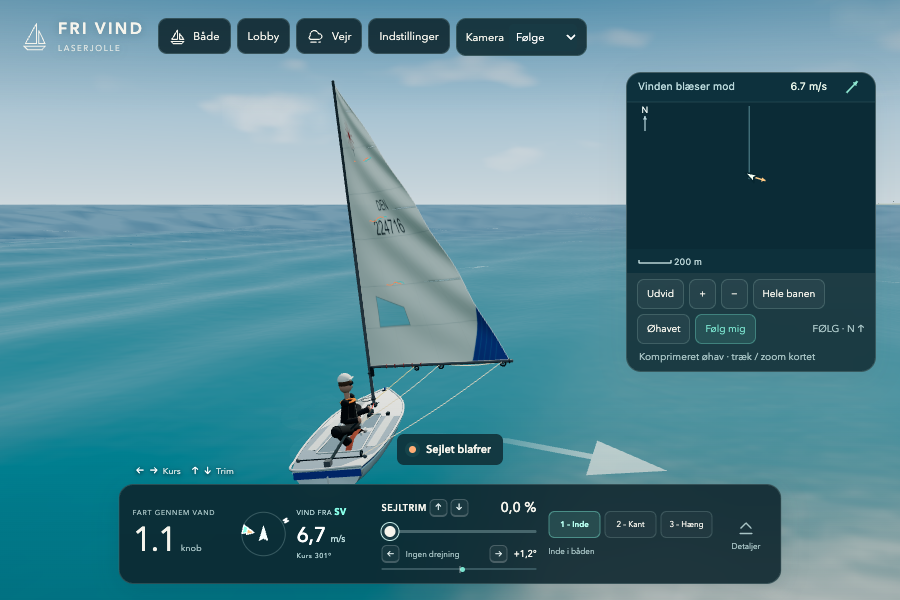 FRI VIND
LASERJOLLE
Både
Lobby
Vejr
Indstillinger
Kamera Følge
Vinden blæser mod 6.7 m/s
N
200 m
Udvid + − Hele banen
Øhavet Følg mig FØLG · N ↑
Komprimeret øhav · træk / zoom kortet
DEN
224716
Sejlet blafrer
← → Kurs ↑ ↓ Trim
FART GENNEM VAND
1.1 knob
VIND FRA SV
6,7 m/s
Kurs 301°
SEJLTRIM ↑ ↓ 0,0 %
← Ingen drejning → +1,2°
1 - Inde 2 - Kant 3 - Hæng
Inde i båden
Detaljer